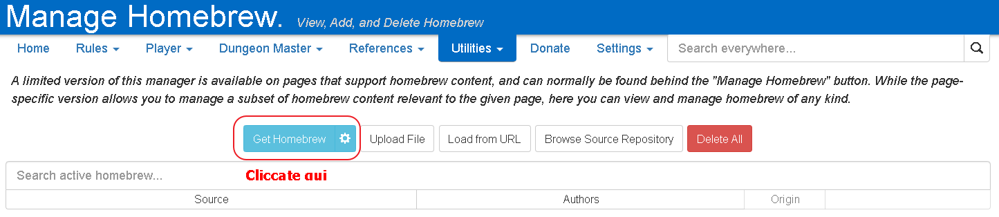 Manage Homebrew. View, Add, and Delete Homebrew
Home Rules Player Dungeon Master References Utilities Donate Settings Search everywhere...
A limited version of this manager is available on pages that support homebrew content, and can normally be found behind the "Manage Homebrew" button. While the page-
specific version allows you to manage a subset of homebrew content relevant to the given page, here you can view and manage homebrew of any kind.
Get Homebrew Upload File Load from URL Browse Source Repository Delete All
Search active homebrew... Cliccate qui
Source Authors Origin